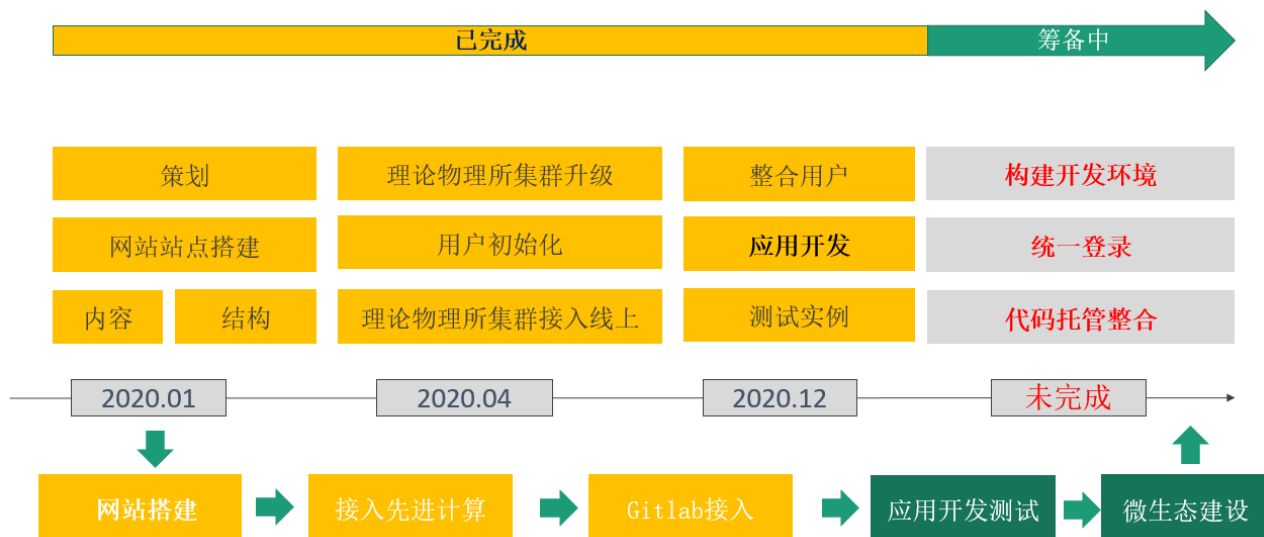 已完成
筹备中
策划
理论物理所集群升级
整合用户
构建开发环境
网站站点搭建
用户初始化
应用开发
统一登录
内容
结构
理论物理所集群接入线上
测试实例
代码托管整合
2020.01
2020.04
2020.12
未完成
网站搭建
接入先进计算
Gitlab接入
应用开发测试
微生态建设